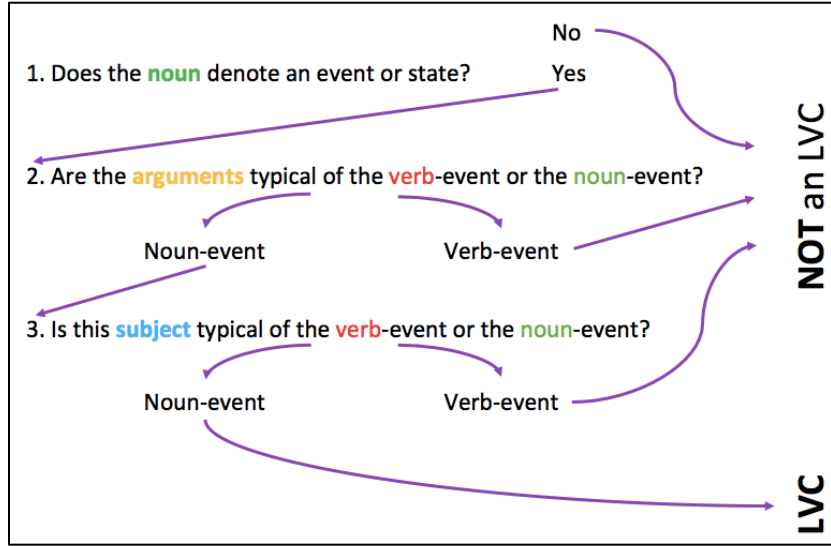 No
1. Does the noun denote an event or state?
Yes
2. Are the arguments typical of the verb-event or the noun-event?
Noun-event
Verb-event
3. Is this subject typical of the verb-event or the noun-event?
Noun-event
Verb-event
NOT an LVC
LVC